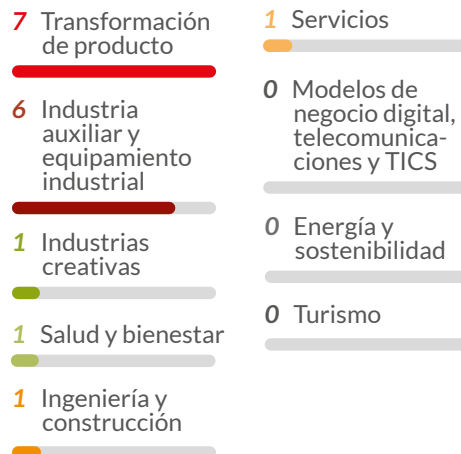 7 Transformación
de producto
6 Industria
auxiliar y
equipamiento
industrial
1 Industrias
creativas
1 Salud y bienestar
1 Ingeniería y
construcción
1 Servicios
0 Modelos de
negocio digital,
telecomunica-
ciones y TICS
0 Energía y
sostenibilidad
0 Turismo